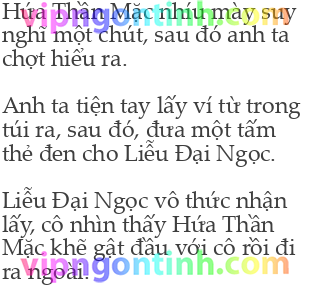 Hứa Thần Mặc nhíu mày suy
nghĩ một chút, sau đó anh ta
chợt hiểu ra.
Anh ta tiện tay lấy ví từ trong
túi ra, sau đó, đưa một tấm
thẻ đen cho Liễu Đại Ngọc.
Liễu Đại Ngọc vô thức nhận
lấy, cô nhìn thấy Hứa Thần
Mặc khẽ gật đầu với cô rồi đi
ra ngoài.
vipngontinh.com
vipngontinh.com